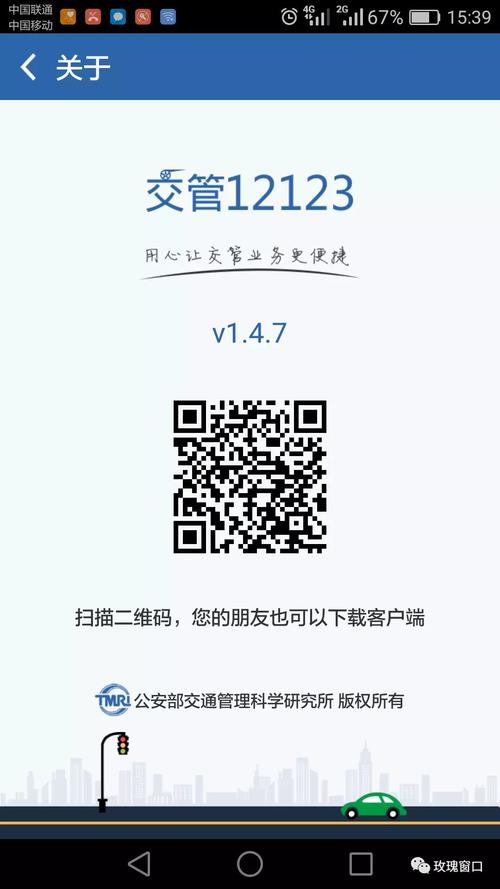 中国联通
中国移动
4G 2G 67% 15:39
关于
交管12123
用心让交管业务更便捷
v1.4.7
扫描二维码，您的朋友也可以下载客户端
TMRI 公安部交通管理科学研究所 版权所有
玫瑰窗口